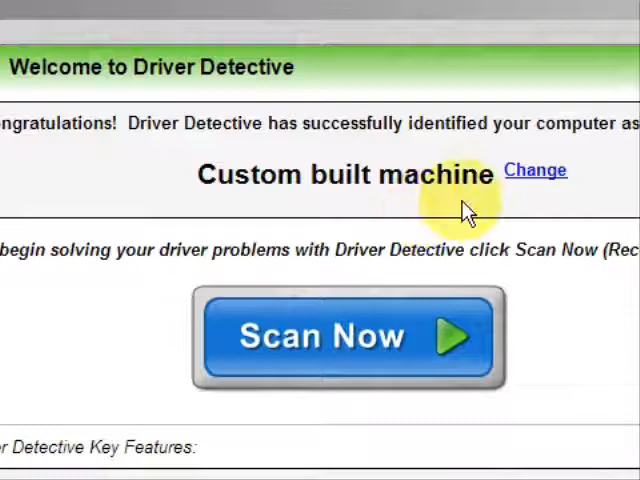 Welcome to Driver Detective
ngratulations! Driver Detective has successfully identified your computer as
Custom built machine Change
begin solving your driver problems with Driver Detective click Scan Now (Rec
Scan Now
r Detective Key Features: